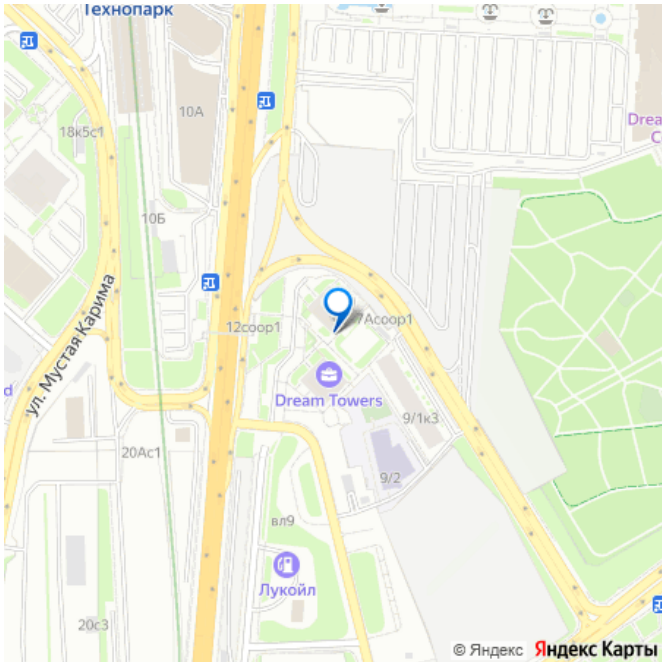 Технопарк
10А
18к5с1
Drea
C
10Б
ул. Мустая Карима
12соор1
7Асоор1
d
Dream Towers
9/1к3
20Ас1
9/2
вл9
Лукойл
20с3
© Яндекс Яндекс Карты